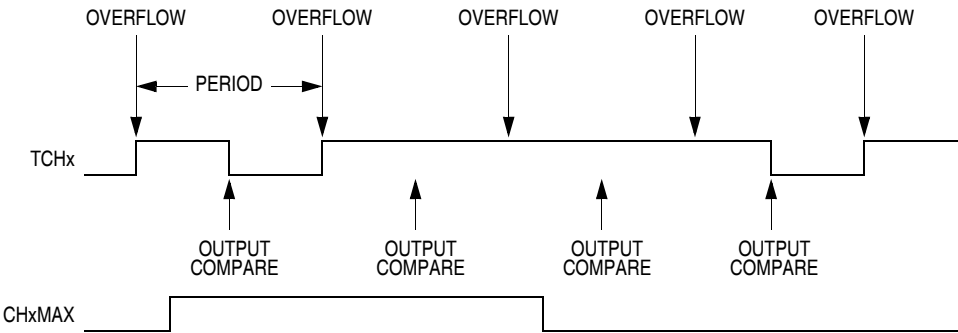 OVERFLOW OVERFLOW OVERFLOW OVERFLOW OVERFLOW
PERIOD
TCHx
OUTPUT OUTPUT OUTPUT OUTPUT
COMPARE COMPARE COMPARE COMPARE
CHxMAX